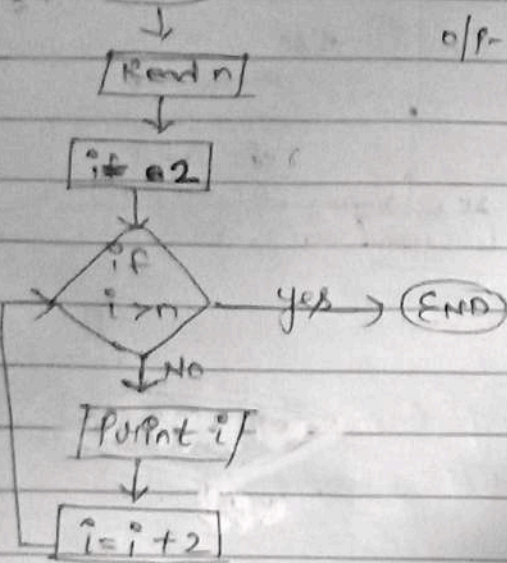 o/p-
Read n
i= 2
if
i>n
yes
END
NO
Print i
i=i+2